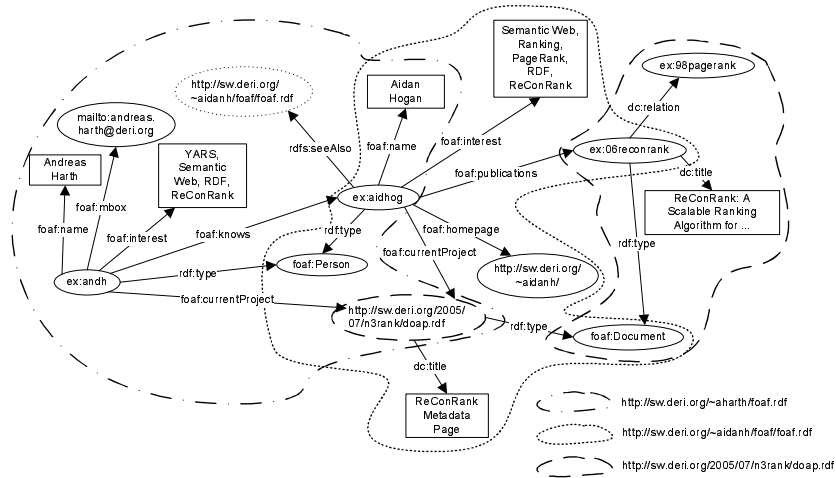 Semantic Web,
Ranking,
PageRank,
RDF,
ReConRank
ex:98pagerank
http://sw.deri.org/
~aidanh/foaf/foaf.rdf
Aidan
Hogan
dc:relation
mailto:andreas.
harth@deri.org
rdfs:seeAlso
foaf:name
foaf:interest
ex:06reconrank
Andreas
Harth
YARS,
Semantic
Web, RDF,
ReConRank
foaf:publications
dc:title
foaf:mbox
ex:aidhog
ReConRank: A
Scalable Ranking
Algorithm for ...
foaf:name
foaf:interest
foaf:knows
rdf:type
foaf:homepage
rdf:type
foaf:currentProject
foaf:Person
http://sw.deri.org/
~aidanh/
rdf:type
ex:andh
foaf:currentProject
http://sw.deri.org/2005/
07/n3rank/doap.rdf
rdf:type
foaf:Document
dc:title
ReConRank
Metadata
Page
http://sw.deri.org/~aharth/foaf.rdf
http://sw.deri.org/~aidanh/foaf/foaf.rdf
http://sw.deri.org/2005/07/n3rank/doap.rdf